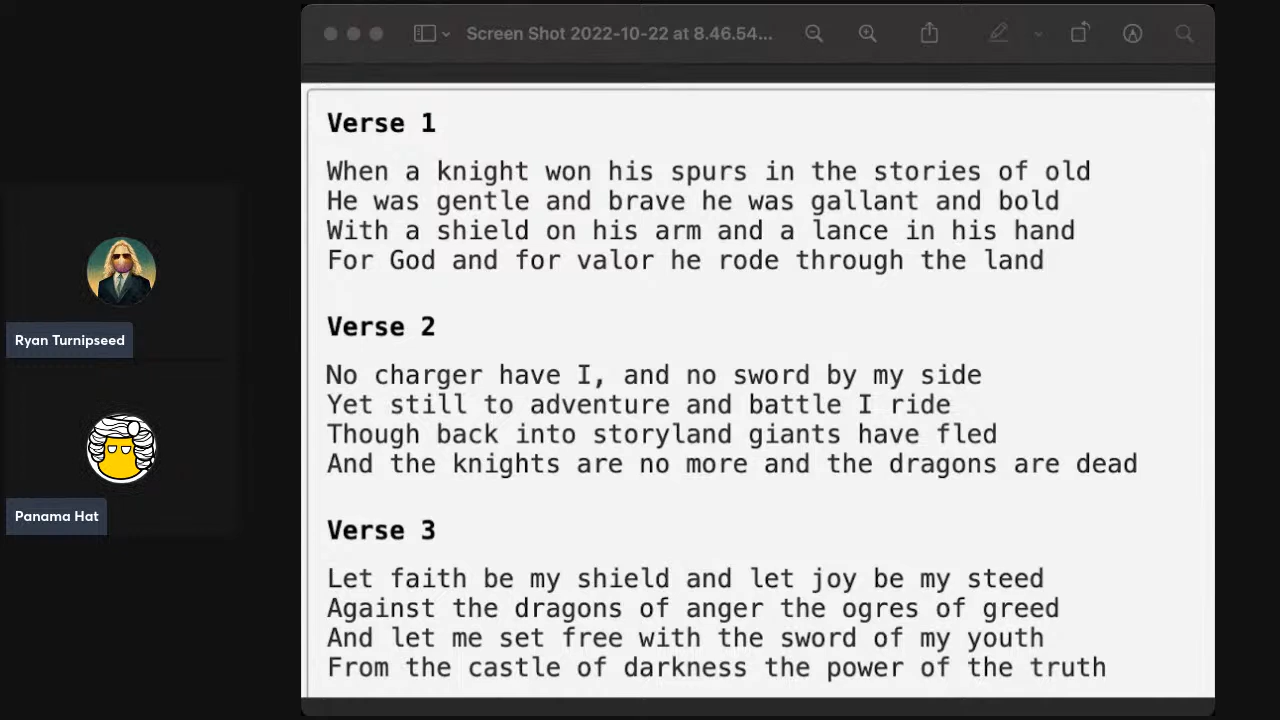 Screen Shot 2022-10-22 at 8.46.54...
Verse 1
When a knight won his spurs in the stories of old
He was gentle and brave he was gallant and bold
With a shield on his arm and a lance in his hand
For God and for valor he rode through the land
Verse 2
No charger have I, and no sword by my side
Yet still to adventure and battle I ride
Though back into storyland giants have fled
And the knights are no more and the dragons are dead
Verse 3
Let faith be my shield and let joy be my steed
Against the dragons of anger the ogres of greed
And let me set free with the sword of my youth
From the castle of darkness the power of the truth
Ryan Turnipseed
Panama Hat